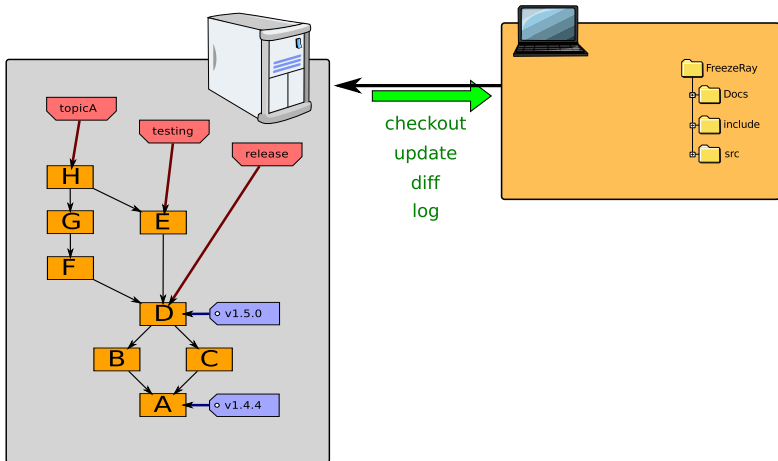 topicA
testing
release
H
G
E
F
D
v1.5.0
B
C
A
v1.4.4
checkout
update
diff
log
FreezeRay
Docs
include
src